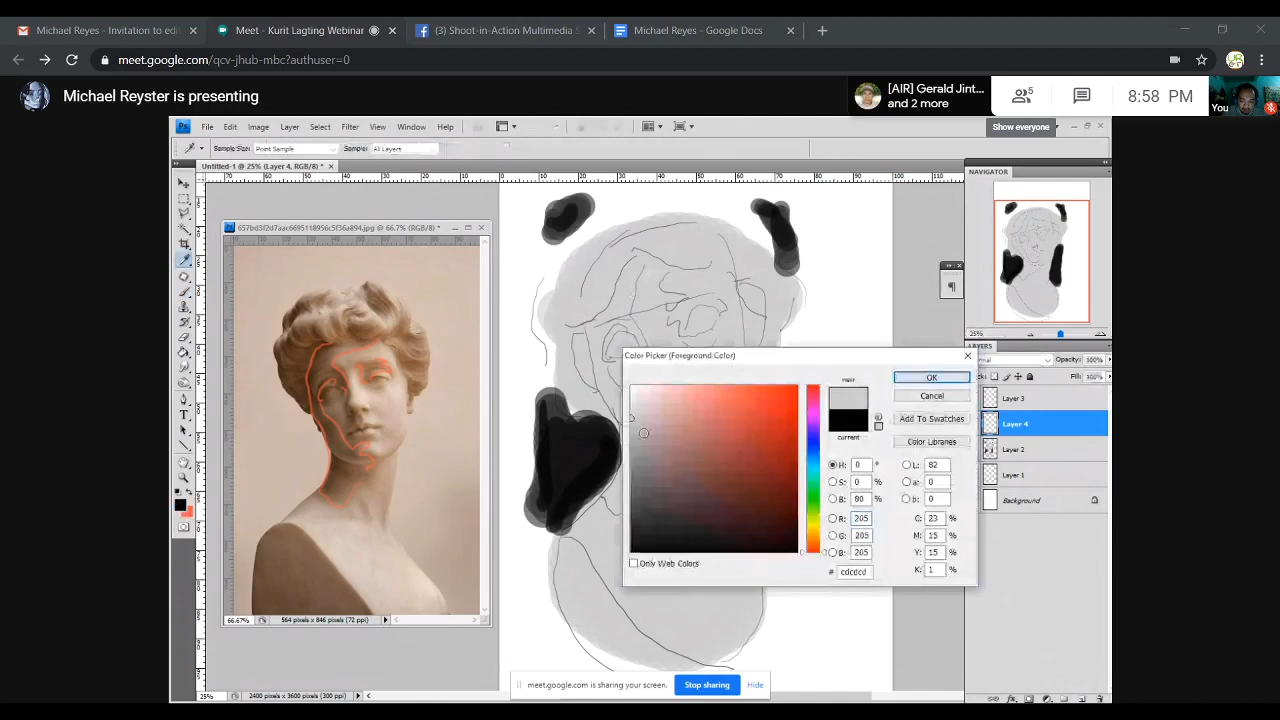 Michael Reyes - Invitation to edit
Meet - Kurit Lagting Webinar
(3) Shoot-in-Action Multimedia S
Michael Reyes - Google Docs
meet.google.com/qcv-jhub-mbc?authuser=0
Michael Reyster is presenting
[AIR] Gerald Jint...
and 2 more
5
8:58 PM
You
Ps File Edit Image Layer Select Filter View Window Help
Show everyone
Sample Size: Point Sample Sample: All Layers
Untitled-1 @ 25% (Layer 4, RGB/8) *
657bd3f2d7aac6695118956c5f36a894.jpg @ 66.7% (RGB/8) *
NAVIGATOR
25%
LAYERS
Opacity: 100%
Fill: 100%
Layer 3
Layer 4
Layer 2
Layer 1
Background
Color Picker (Foreground Color)
new
current
OK
Cancel
Add To Swatches
Color Libraries
H: 0 °
S: 0 %
B: 80 %
R: 205
G: 205
B: 205
# cdcdcd
L: 82
a: 0
b: 0
C: 23 %
M: 15 %
Y: 15 %
K: 1 %
Only Web Colors
66.67% 564 pixels x 846 pixels (72 ppi)
25% 2400 pixels x 3600 pixels (300 ppi)
meet.google.com is sharing your screen.
Stop sharing
Hide